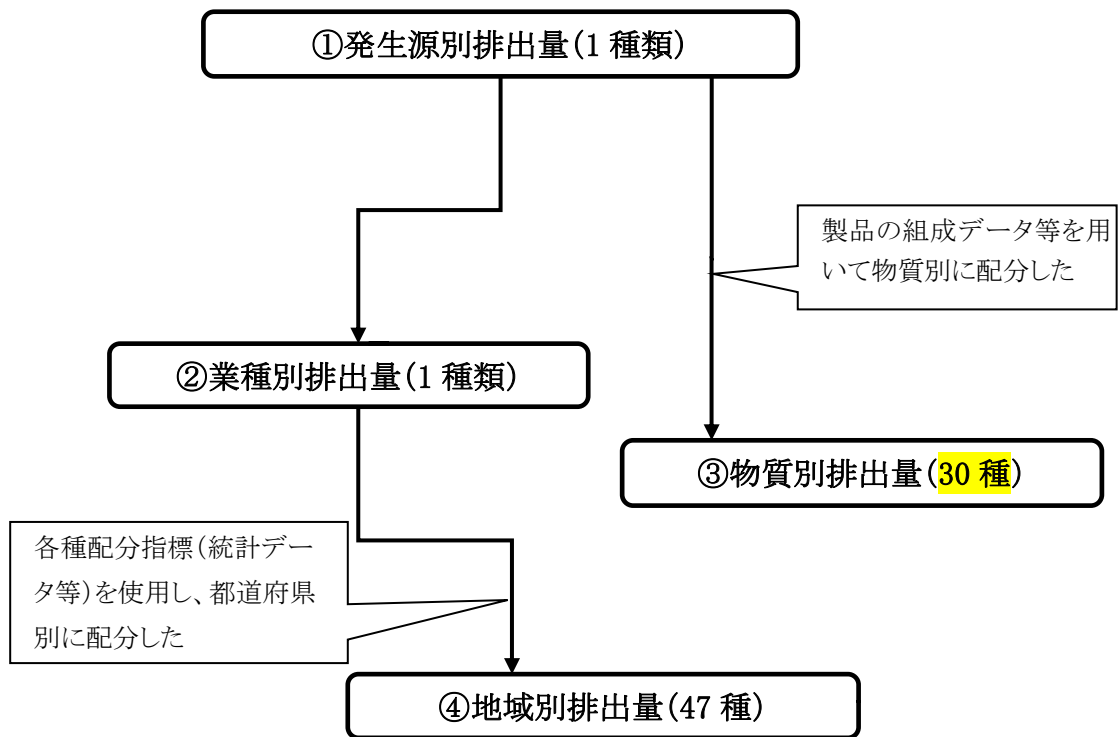 ①発生源別排出量(1 種類)
製品の組成データ等を用
いて物質別に配分した
②業種別排出量(1 種類)
③物質別排出量(30 種)
各種配分指標(統計デー
タ等)を使用し、都道府県
別に配分した
④地域別排出量(47 種)